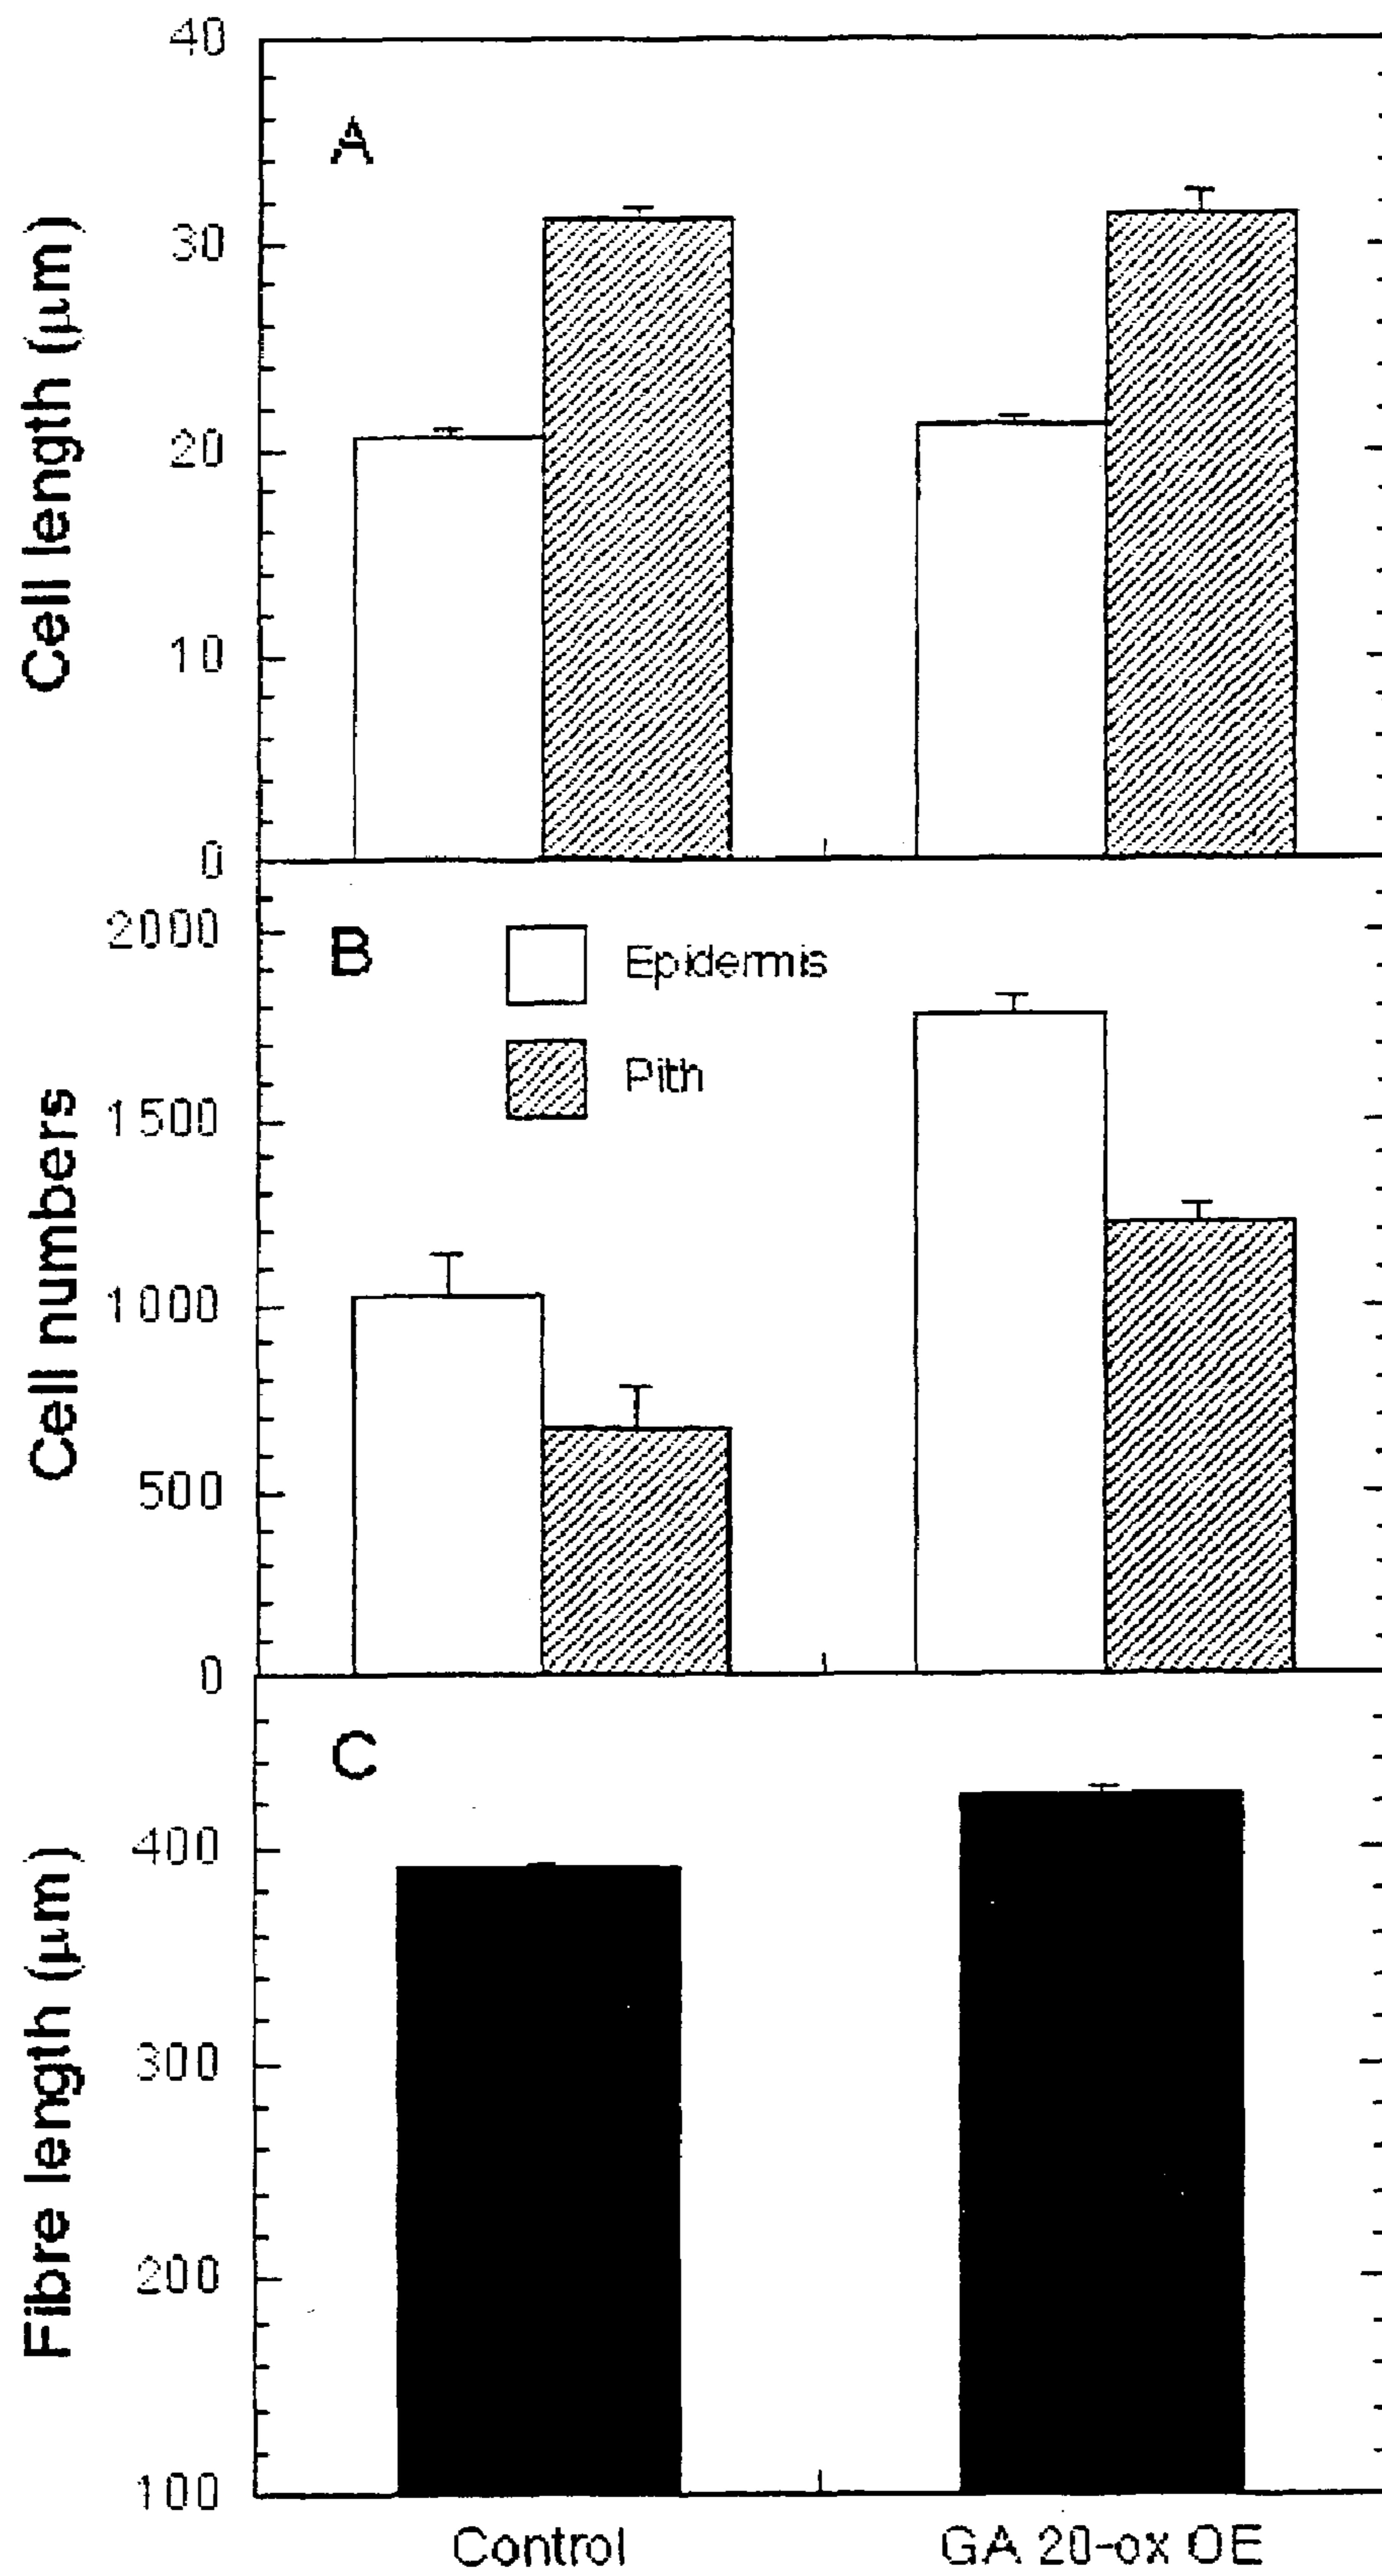 40
A
30
20
10
0
Cell length (μm)
2000
B
Epidermis
Pith
1500
1000
500
0
Cell numbers
C
400
300
200
100
Fibre length (μm)
Control
GA 20-ox OE